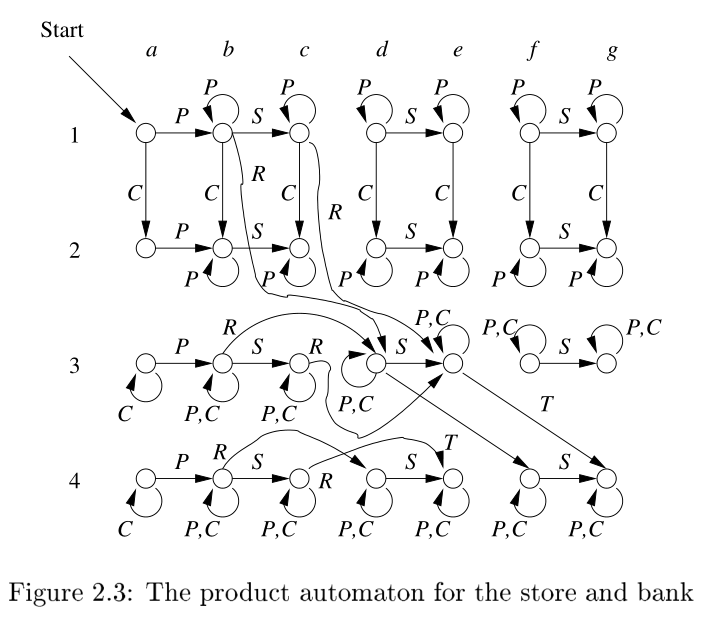 Start
a b c d e f g
P P P P P P
1 P S S S
R
C C C C C C C
R
2 P S S S
P P P P P P
P,C
R P,C P,C
3 P S R S S
P,C
C P,C P,C T
R T
4 P S R S S
C P,C P,C P,C P,C P,C P,C
Figure 2.3: The product automaton for the store and bank